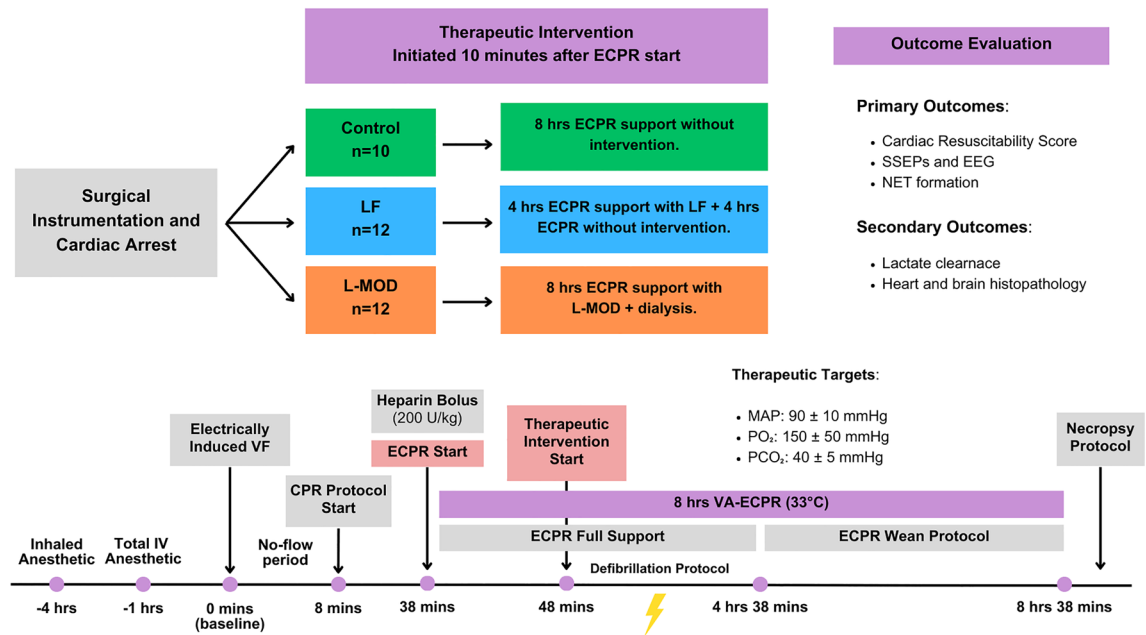 Therapeutic Intervention
Initiated 10 minutes after ECPR start
Outcome Evaluation
Control
n=10
8 hrs ECPR support without
intervention.
Surgical
Instrumentation and
Cardiac Arrest
LF
n=12
4 hrs ECPR support with LF + 4 hrs
ECPR without intervention.
L-MOD
n=12
8 hrs ECPR support with
L-MOD + dialysis.
Primary Outcomes:
• Cardiac Resuscitability Score
• SSEPs and EEG
• NET formation
Secondary Outcomes:
• Lactate clearnace
• Heart and brain histopathology
Therapeutic Targets:
• MAP: 90 ± 10 mmHg
• PO₂: 150 ± 50 mmHg
• PCO₂: 40 ± 5 mmHg
Electrically
Induced VF
Heparin Bolus
(200 U/kg)
ECPR Start
CPR Protocol
Start
Therapeutic
Intervention
Start
Necropsy
Protocol
8 hrs VA-ECPR (33°C)
ECPR Full Support
ECPR Wean Protocol
Inhaled
Anesthetic
Total IV
Anesthetic
No-flow
period
Defibrillation Protocol
-4 hrs
-1 hrs
0 mins
(baseline)
8 mins
38 mins
48 mins
4 hrs 38 mins
8 hrs 38 mins